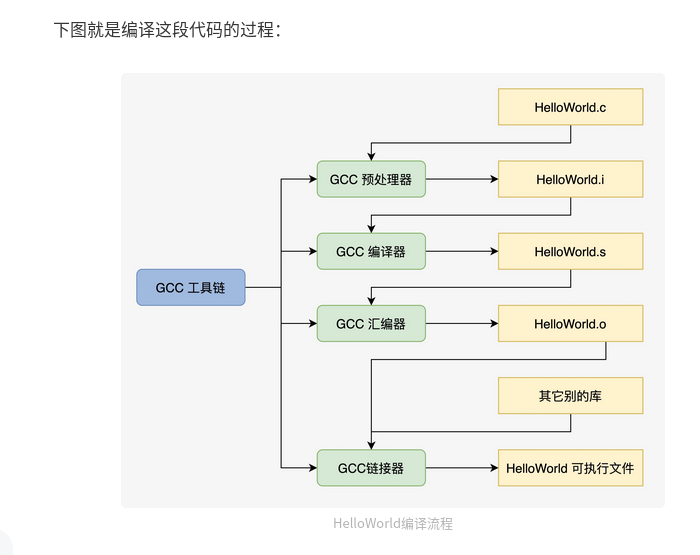 下图就是编译这段代码的过程：
HelloWorld.c
GCC 预处理器
HelloWorld.i
GCC 编译器
HelloWorld.s
GCC 工具链
GCC 汇编器
HelloWorld.o
其它别的库
GCC链接器
HelloWorld 可执行文件
HelloWorld编译流程